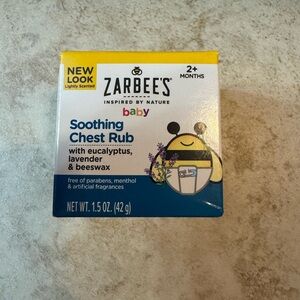 NEW
LOOK
Lightly Scented
ZARBEE'S
INSPIRED BY NATURE
baby
2+
MONTHS
Soothing
Chest Rub
with eucalyptus,
lavender
& beeswax
free of parabens, menthol
& artificial fragrances
NET WT. 1.5 OZ. (42 g)